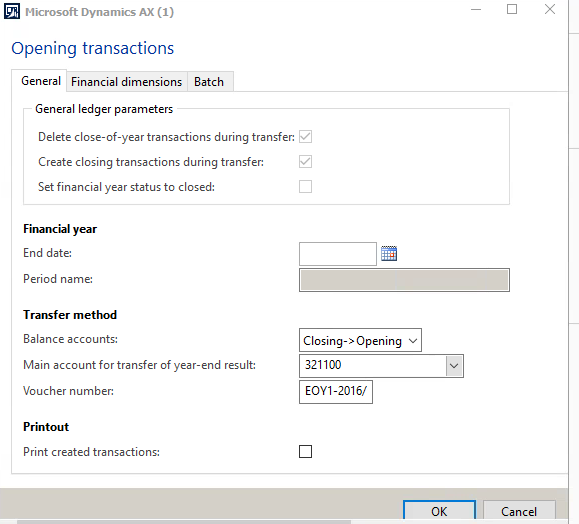 Microsoft Dynamics AX (1)
Opening transactions
General Financial dimensions Batch
General ledger parameters
Delete close-of-year transactions during transfer:
Create closing transactions during transfer:
Set financial year status to closed:
Financial year
End date:
Period name:
Transfer method
Balance accounts: Closing->Opening
Main account for transfer of year-end result: 321100
Voucher number: EOY1-2016/
Printout
Print created transactions:
OK Cancel